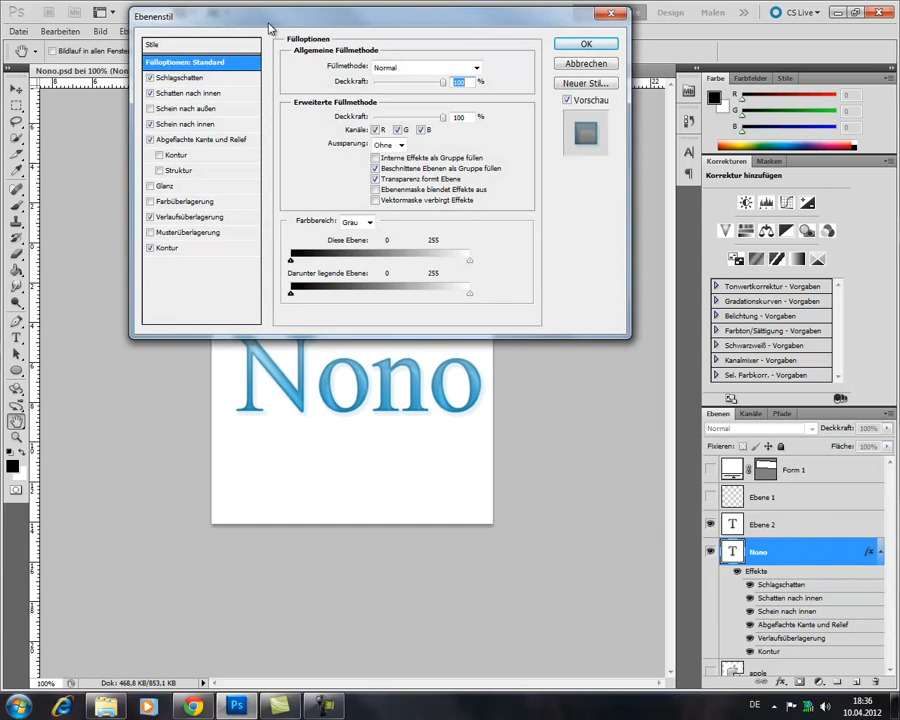 Ps
Design
Malen
CS Live
Datei
Bearbeiten
Bild
Bildlauf in allen Fenster
Nono.psd bei 100% (No
Ebenenstil
Stile
Fülloptionen: Standard
Schlagschatten
Schatten nach innen
Schein nach außen
Schein nach innen
Abgeflachte Kante und Relief
Kontur
Struktur
Glanz
Farbüberlagerung
Verlaufsüberlagerung
Musterüberlagerung
Kontur
Fülloptionen
Allgemeine Füllmethode
Füllmethode: Normal
Deckkraft: 100 %
Erweiterte Füllmethode
Deckkraft: 100 %
Kanäle: R G B
Aussparung: Ohne
Interne Effekte als Gruppe füllen
Beschnittene Ebenen als Gruppe füllen
Transparenz formt Ebene
Ebenenmaske blendet Effekte aus
Vektormaske verbirgt Effekte
Farbbereich: Grau
Diese Ebene: 0 255
Darunter liegende Ebene: 0 255
OK
Abbrechen
Neuer Stil...
Vorschau
Nono
Farbe Farbfelder Stile
R 0
G 0
B 0
Korrekturen Masken
Korrektur hinzufügen
Tonwertkorrektur - Vorgaben
Gradationskurven - Vorgaben
Belichtung - Vorgaben
Farbton/Sättigung - Vorgaben
Schwarzweiß - Vorgaben
Kanalmixer - Vorgaben
Sel. Farbkorr. - Vorgaben
Ebenen Kanäle Pfade
Normal Deckkraft: 100%
Fixieren: Fläche: 100%
Form 1
Ebene 1
Ebene 2
Nono fx
Effekte
Schlagschatten
Schatten nach innen
Schein nach innen
Abgeflachte Kante und Relief
Verlaufsüberlagerung
Kontur
apple
100% Dok: 468,8 KB/376,2 KB
DE 18:36
10.04.2012